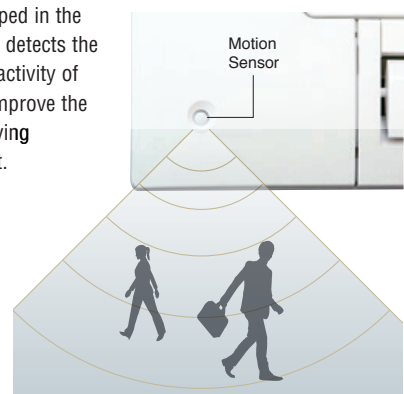 ped in the
detects the
activity of
mprove the
ving
t.
Motion
Sensor